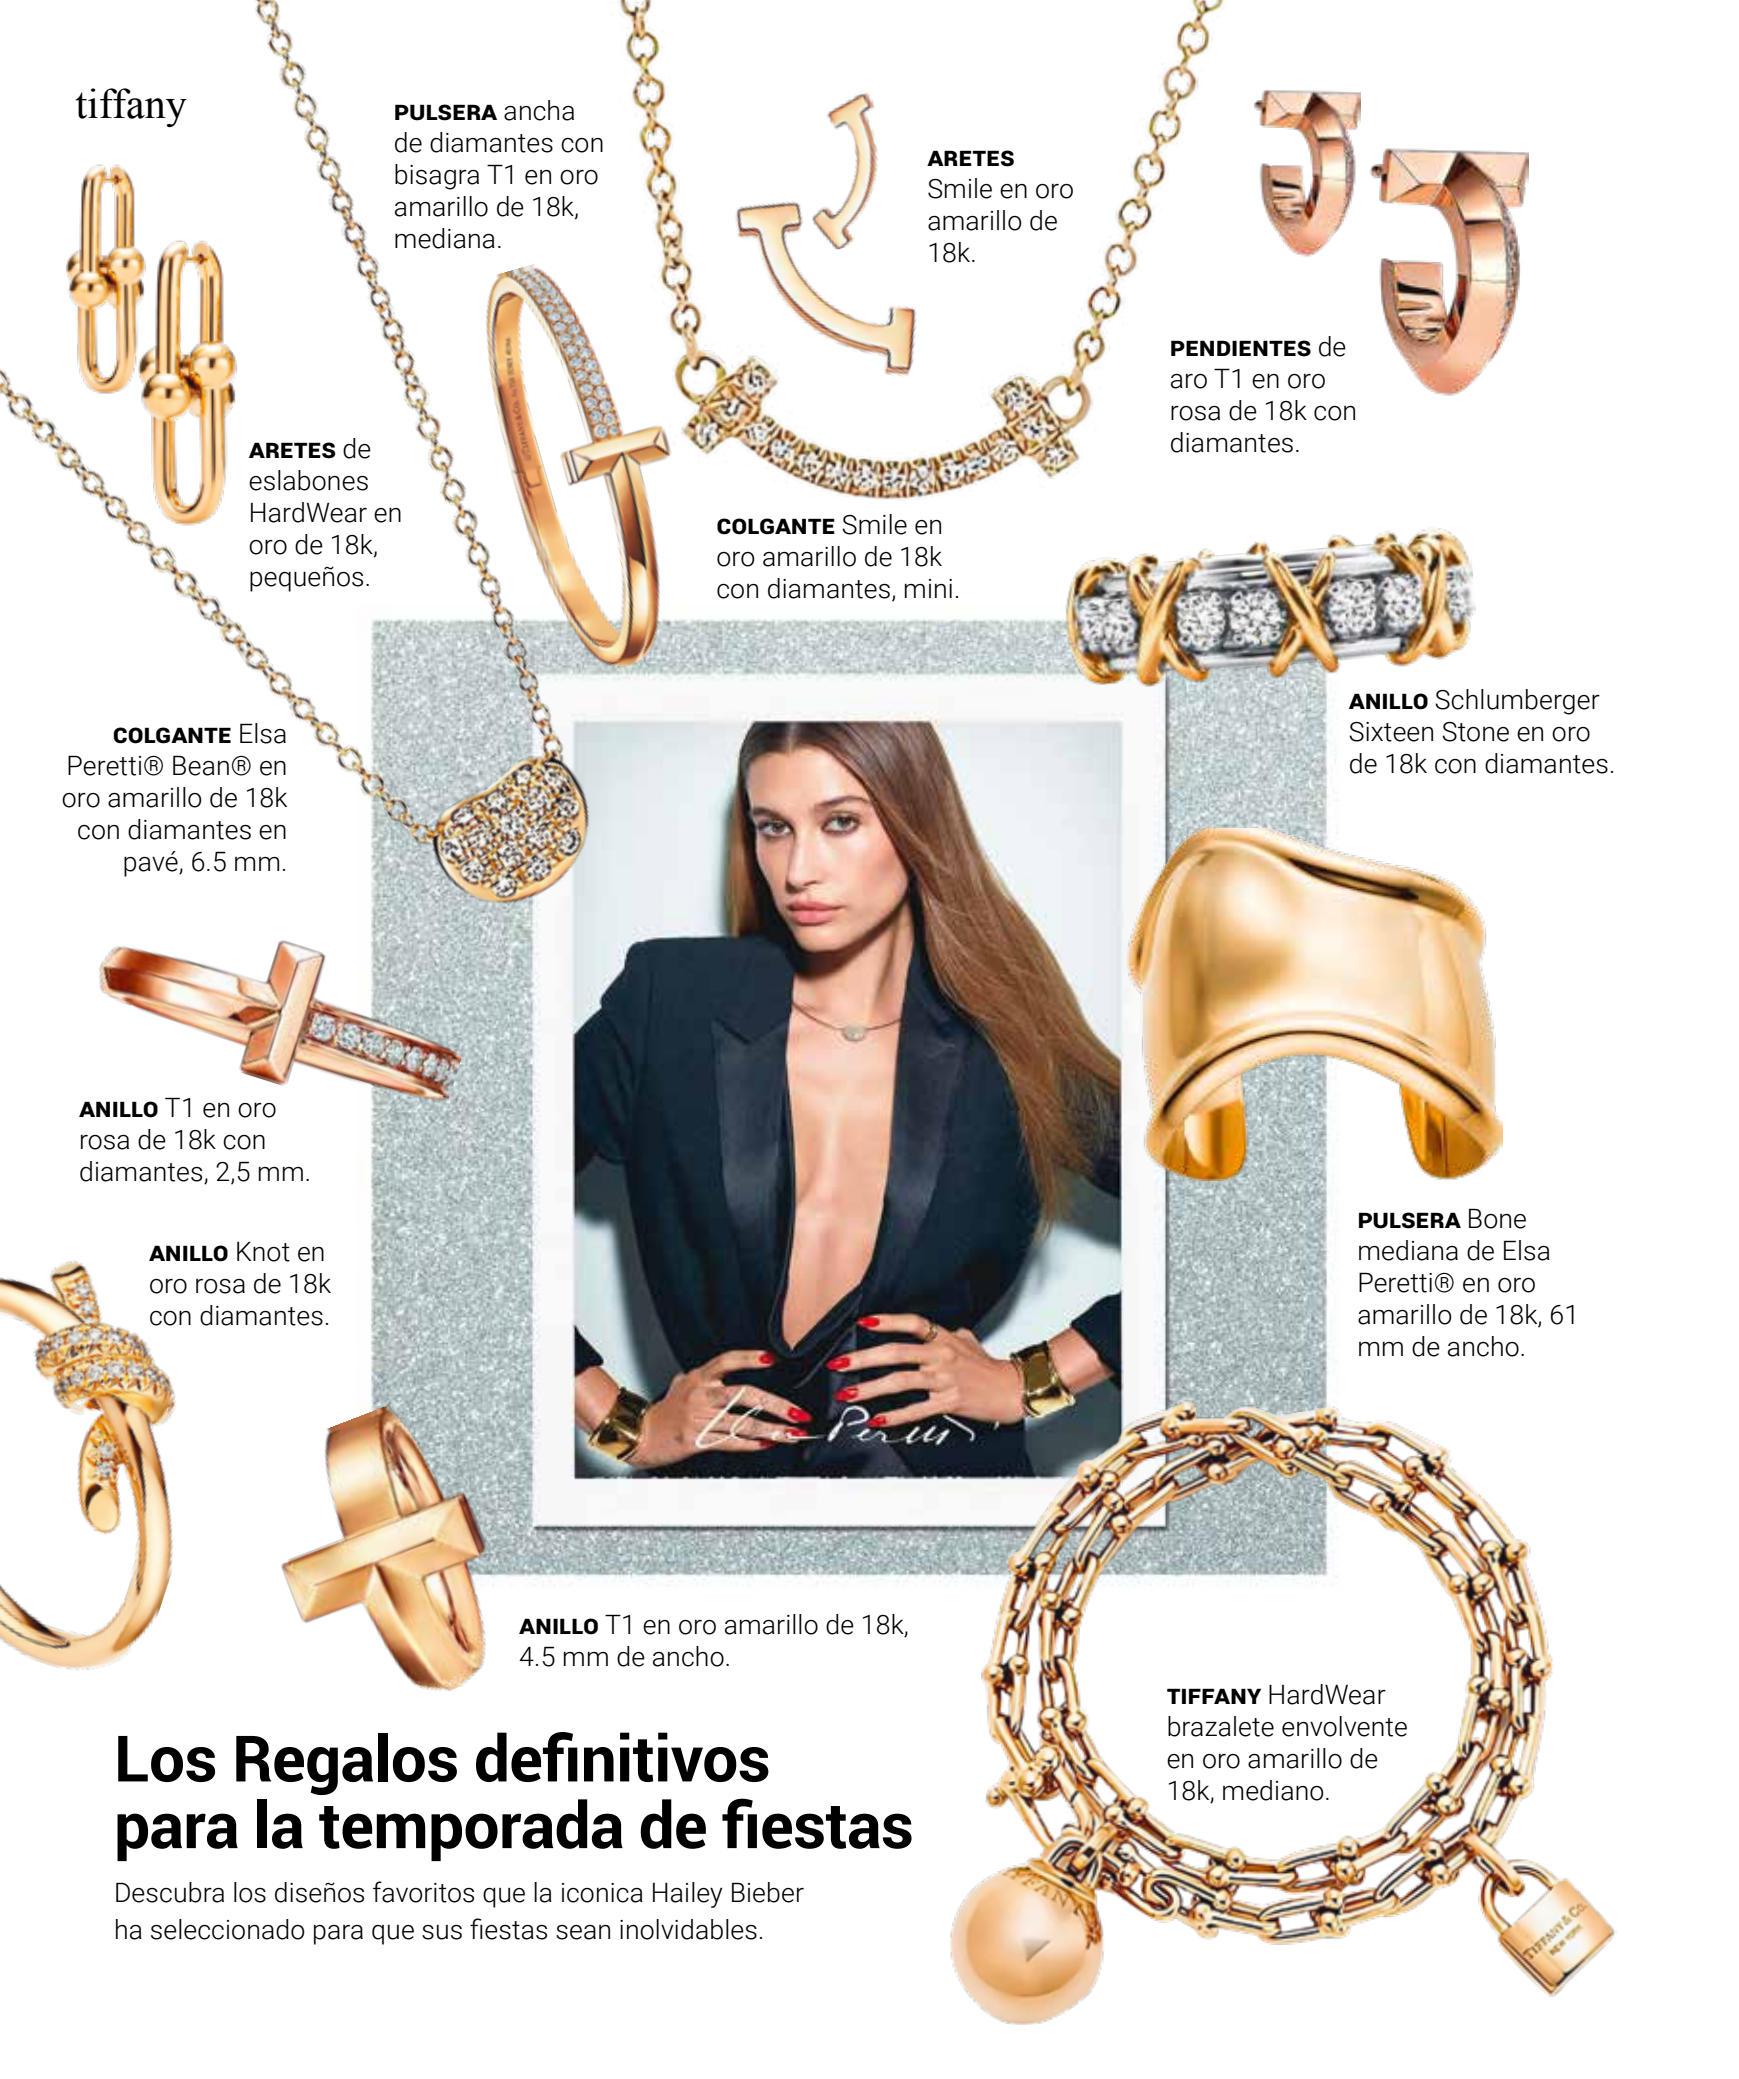 tiffany
PULSERA ancha
de diamantes con
bisagra T1 en oro
amarillo de 18k,
mediana.
ARETES
Smile en oro
amarillo de
18k.
PENDIENTES de
aro T1 en oro
rosa de 18k con
diamantes.
ARETES de
eslabones
HardWear en
oro de 18k,
pequeños.
COLGANTE Smile en
oro amarillo de 18k
con diamantes, mini.
ANILLO Schlumberger
Sixteen Stone en oro
de 18k con diamantes.
COLGANTE Elsa
Peretti® Bean® en
oro amarillo de 18k
con diamantes en
pavé, 6.5 mm.
ANILLO T1 en oro
rosa de 18k con
diamantes, 2,5 mm.
ANILLO Knot en
oro rosa de 18k
con diamantes.
PULSERA Bone
mediana de Elsa
Peretti® en oro
amarillo de 18k, 61
mm de ancho.
ANILLO T1 en oro amarillo de 18k,
4.5 mm de ancho.
TIFFANY HardWear
brazalete envolvente
en oro amarillo de
18k, mediano.
Los Regalos definitivos
para la temporada de fiestas
Descubra los diseños favoritos que la iconica Hailey Bieber
ha seleccionado para que sus fiestas sean inolvidables.
TIFFANY
TIFFANY & Co.
NEW YORK